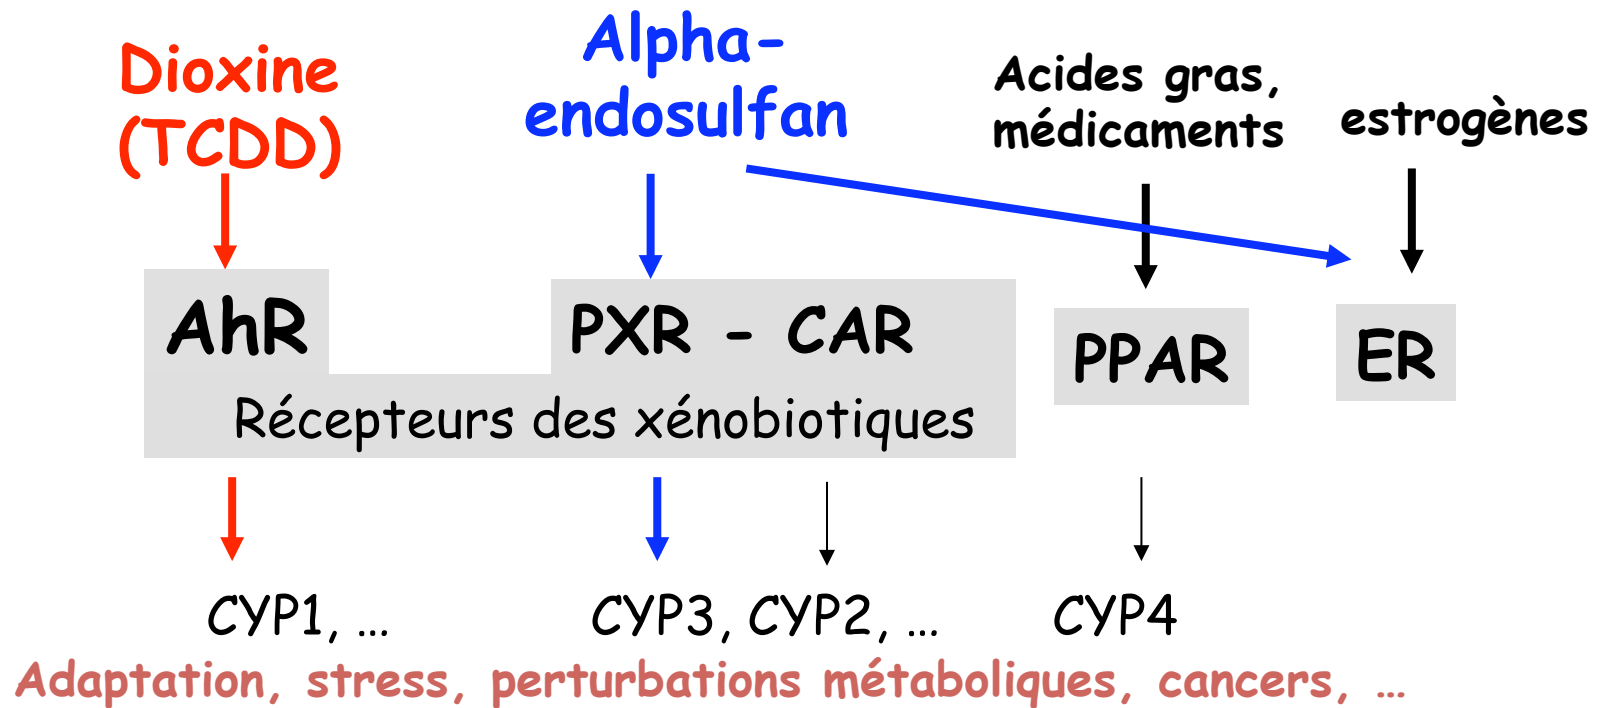 Dioxine
(TCDD)
Alpha-
endosulfan
Acides gras,
médicaments
estrogènes
AhR
PXR - CAR
PPAR
ER
Récepteurs des xénobiotiques
CYP1, ...
CYP3, CYP2, ...
CYP4
Adaptation, stress, perturbations métaboliques, cancers, ...